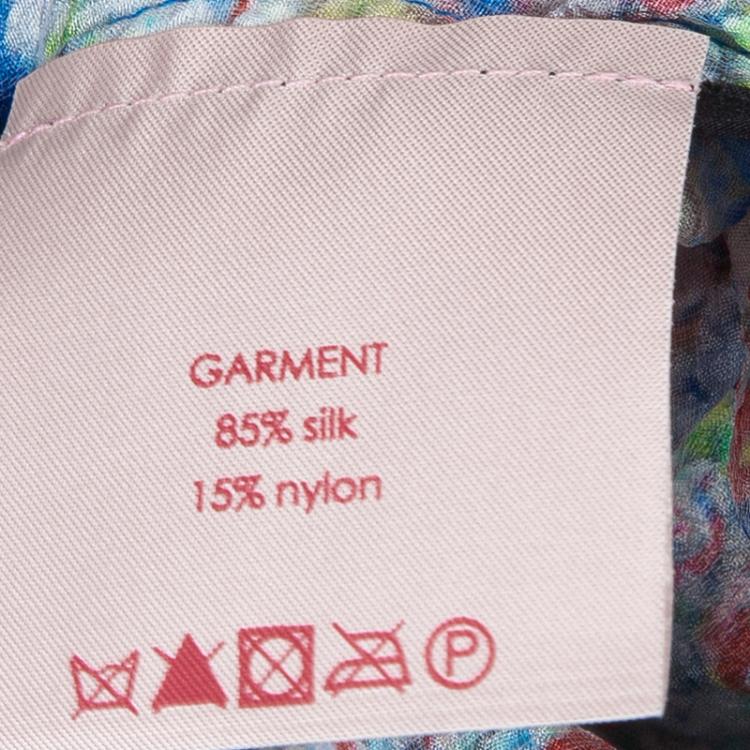 GARMENT
85% silk
15% nylon
P